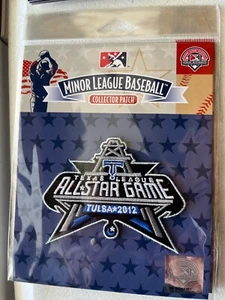 MINOR LEAGUE BASEBALL
COLLECTOR PATCH
TEXAS LEAGUE
ALL STAR GAME
TULSA★2012